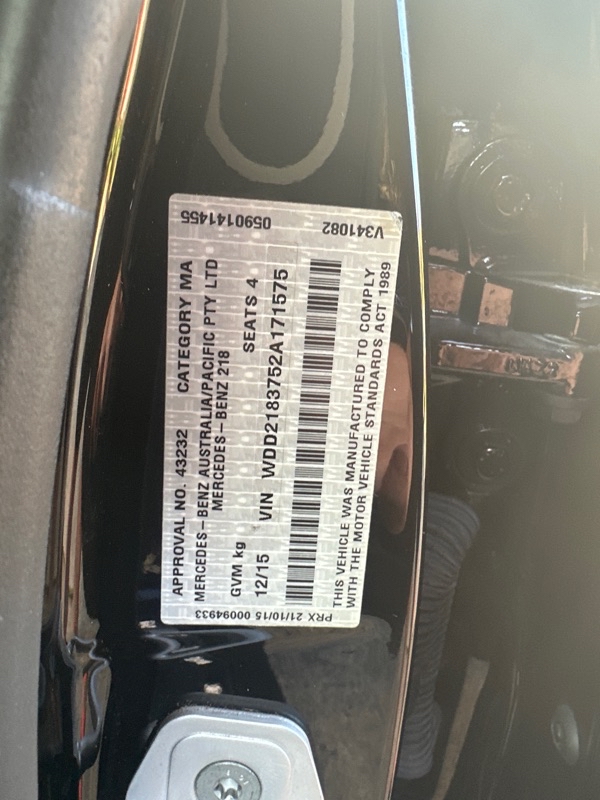 APPROVAL NO. 43232 CATEGORY MA
MERCEDES-BENZ AUSTRALIA/PACIFIC PTY LTD
MERCEDES-BENZ 218
GVM kg SEATS 4
12/15 VIN WDD2183752A171575
THIS VEHICLE WAS MANUFACTURED TO COMPLY
WITH THE MOTOR VEHICLE STANDARDS ACT 1989
PRX 21/10/15 00094933
0590141455
V341082